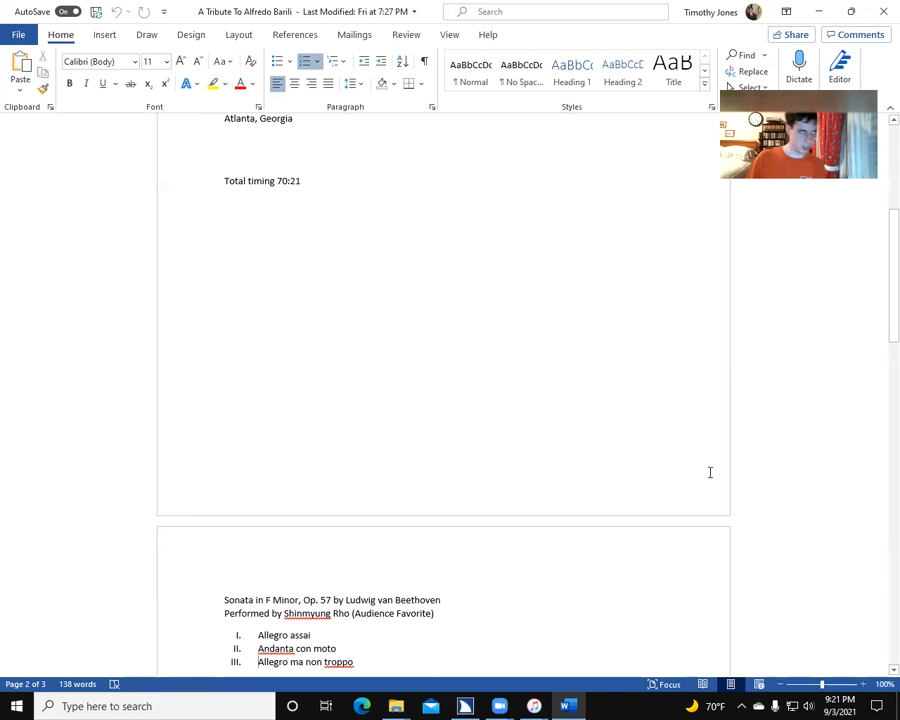 AutoSave On A Tribute To Alfredo Barili - Last Modified: Fri at 7:27 PM Search Timothy Jones
File Home Insert Draw Design Layout References Mailings Review View Help Share Comments
Paste Calibri (Body) 11 Aa AaBbCcDc AaBbCcDc AaBbCc AaBbCcD AaB Find Replace Select Dictate Editor
¶ Normal ¶ No Spac... Heading 1 Heading 2 Title
Clipboard Font Paragraph Styles
Atlanta, Georgia
Total timing 70:21
Sonata in F Minor, Op. 57 by Ludwig van Beethoven
Performed by Shinmyung Rho (Audience Favorite)
I. Allegro assai
II. Andanta con moto
III. Allegro ma non troppo
Page 2 of 3 138 words Focus 100%
Type here to search 70°F 9:21 PM
9/3/2021